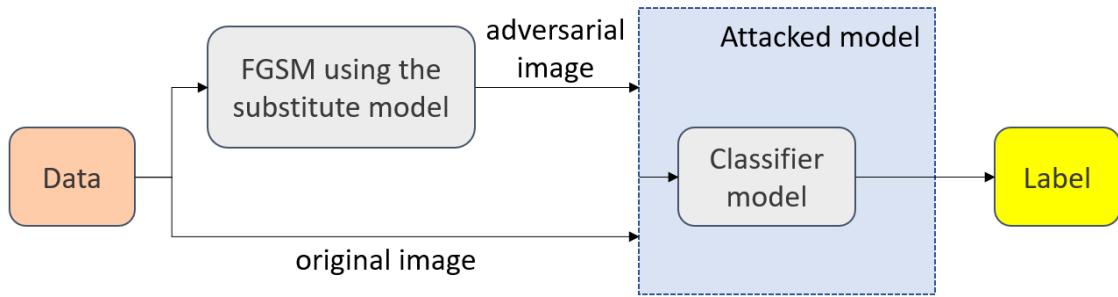 Data
FGSM using the
substitute model
adversarial
image
original image
Attacked model
Classifier
model
Label